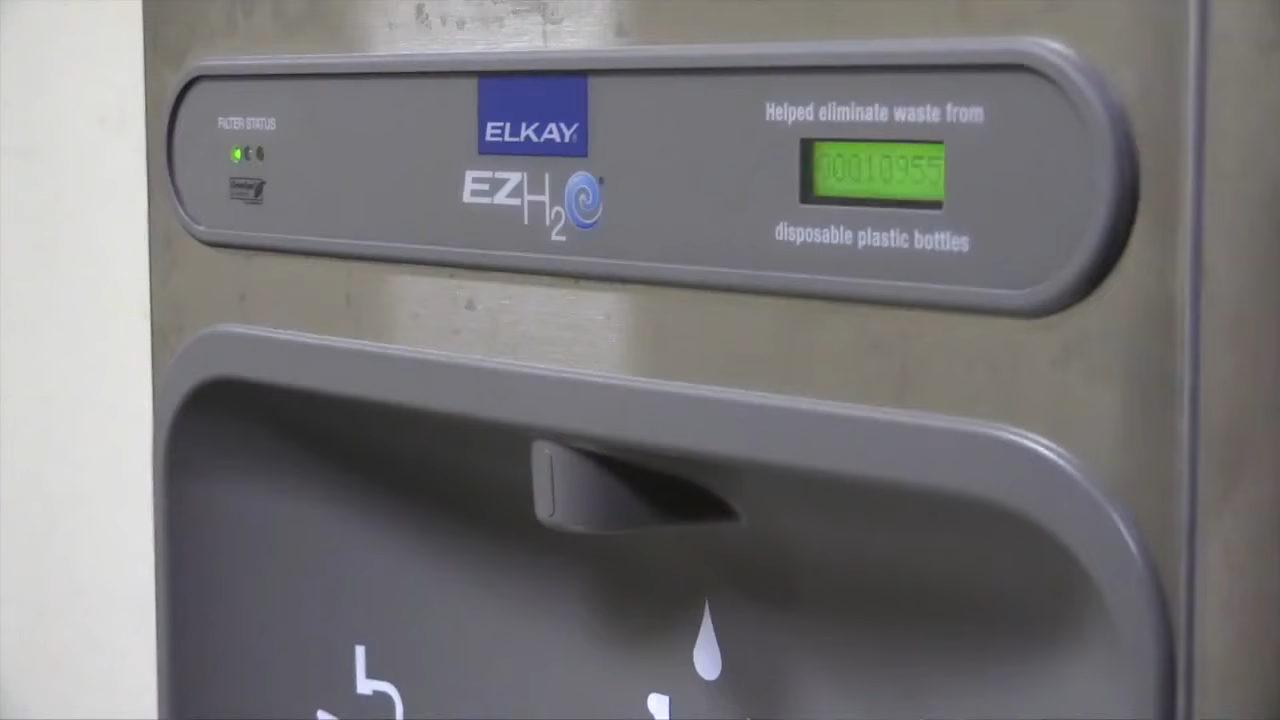 FILTER STATUS
ELKAY
EZH2O
Helped eliminate waste from
00010955
disposable plastic bottles